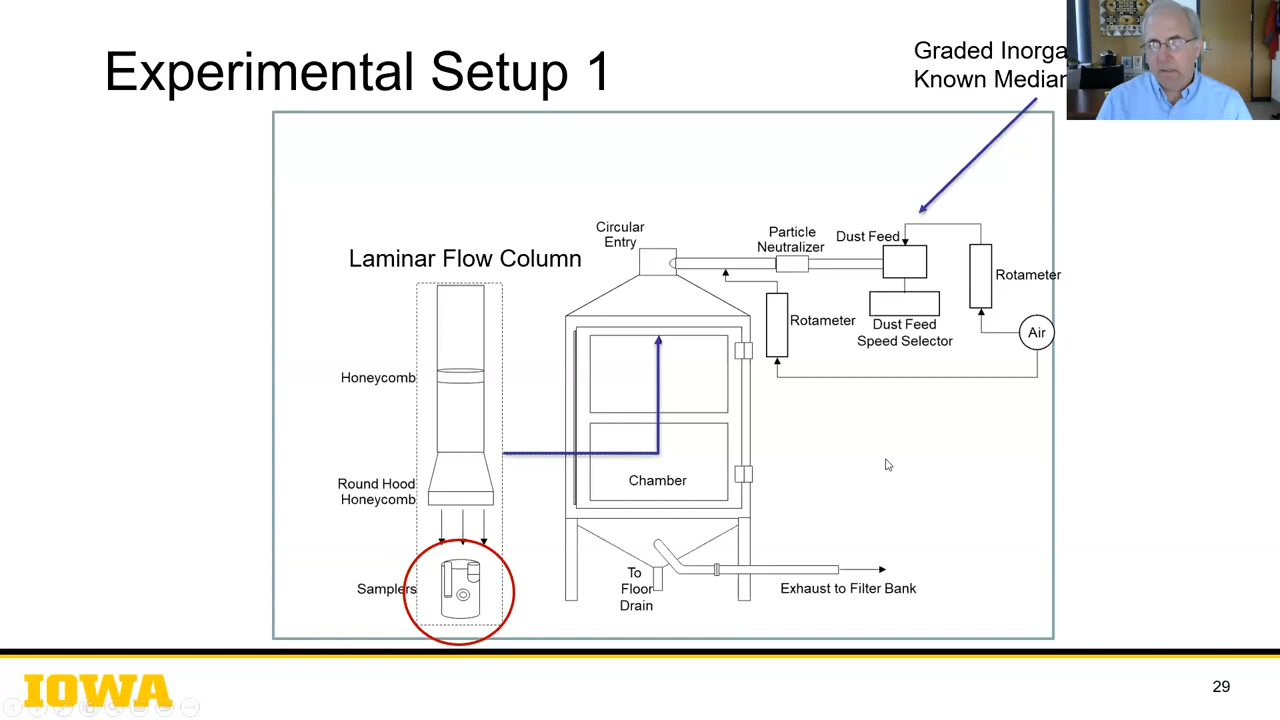 Experimental Setup 1
Graded Inorga
Known Median
Circular
Entry
Particle
Neutralizer
Dust Feed
Laminar Flow Column
Rotameter
Rotameter
Dust Feed
Speed Selector
Air
Honeycomb
Round Hood
Honeycomb
Chamber
Samplers
To
Floor
Drain
Exhaust to Filter Bank
IOWA
29